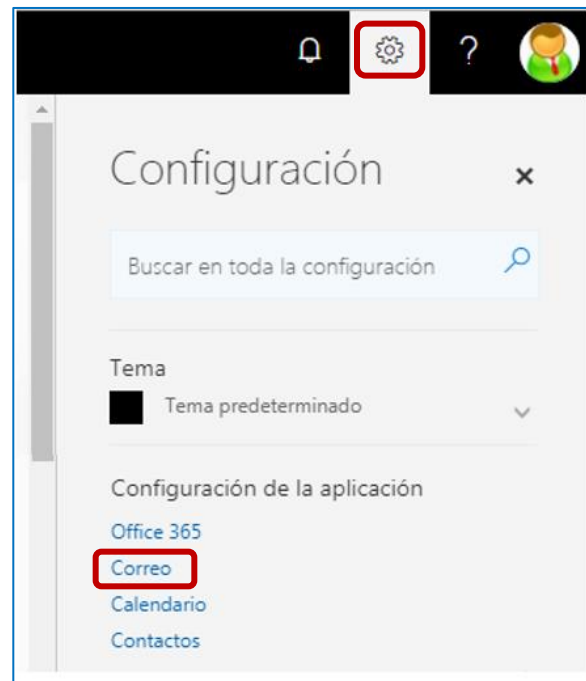 ?
Configuración
Buscar en toda la configuración
Tema
Tema predeterminado
Configuración de la aplicación
Office 365
Correo
Calendario
Contactos